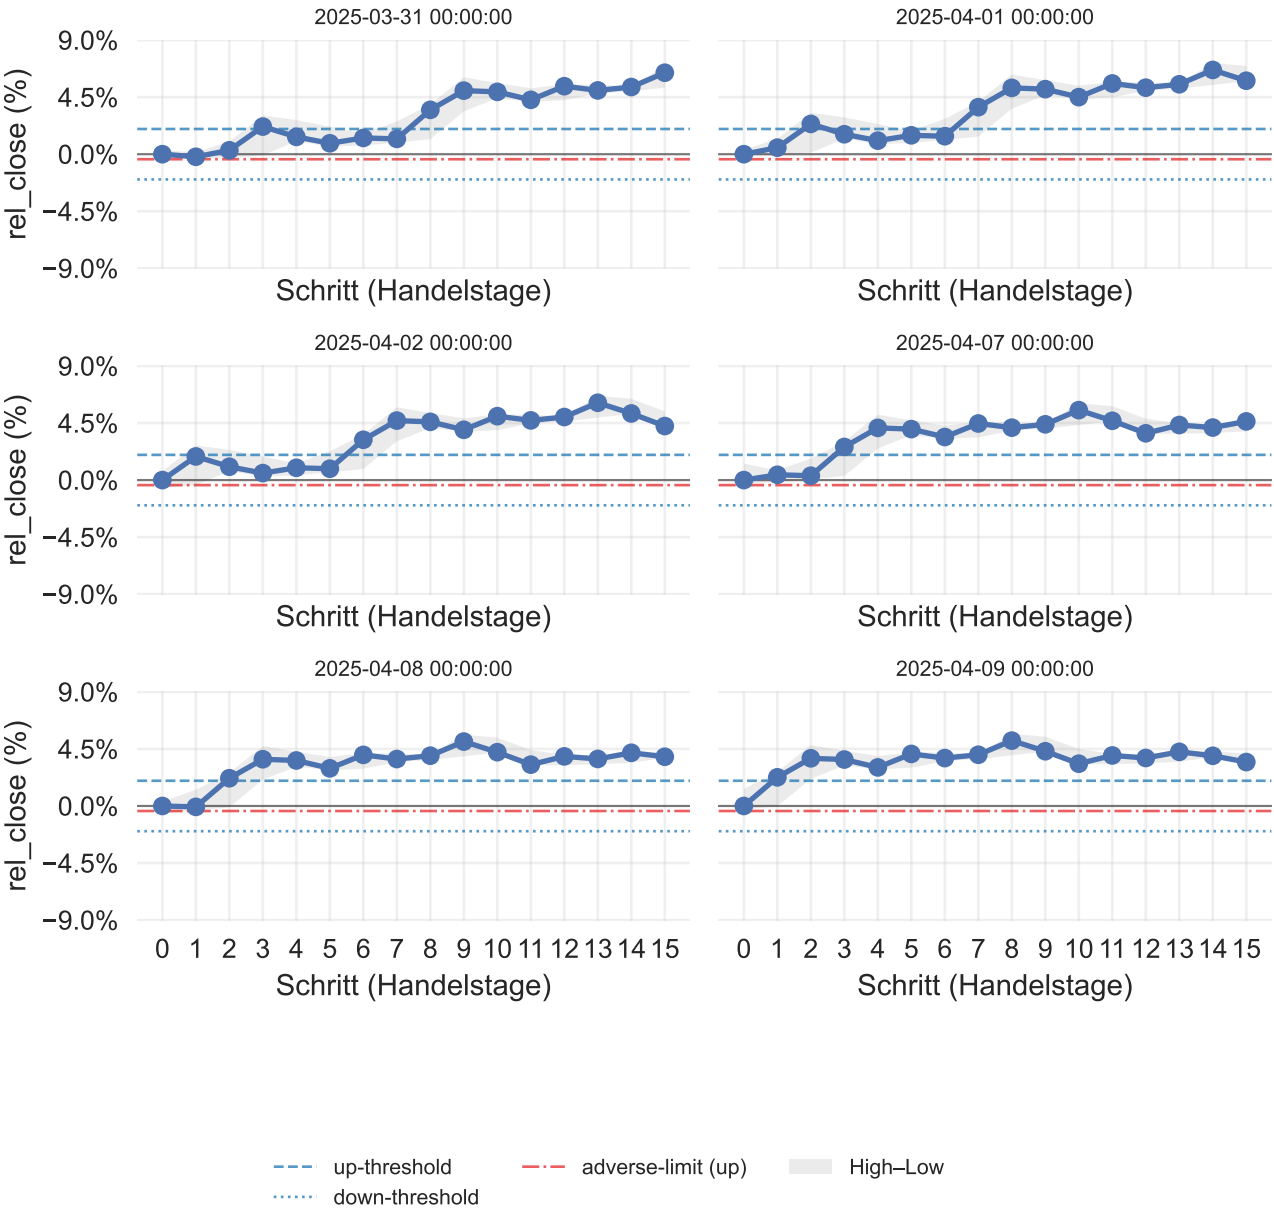 2025-03-31 00:00:00
2025-04-01 00:00:00
9.0%
4.5%
0.0%
−4.5%
−9.0%
rel_close (%)
Schritt (Handelstage)
Schritt (Handelstage)
2025-04-02 00:00:00
2025-04-07 00:00:00
9.0%
4.5%
0.0%
−4.5%
−9.0%
rel_close (%)
Schritt (Handelstage)
Schritt (Handelstage)
2025-04-08 00:00:00
2025-04-09 00:00:00
9.0%
4.5%
0.0%
−4.5%
−9.0%
rel_close (%)
0 1 2 3 4 5 6 7 8 9 10 11 12 13 14 15
0 1 2 3 4 5 6 7 8 9 10 11 12 13 14 15
Schritt (Handelstage)
Schritt (Handelstage)
up-threshold
adverse-limit (up)
High–Low
down-threshold